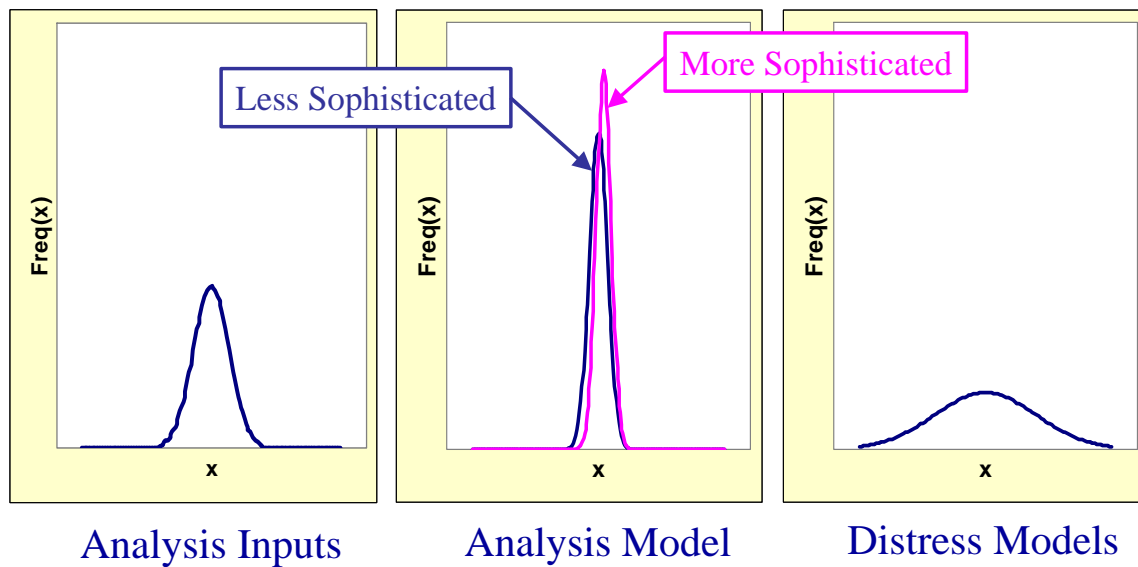 More Sophisticated
Less Sophisticated
Freq(x)
x
Freq(x)
x
Freq(x)
x
Analysis Inputs
Analysis Model
Distress Models